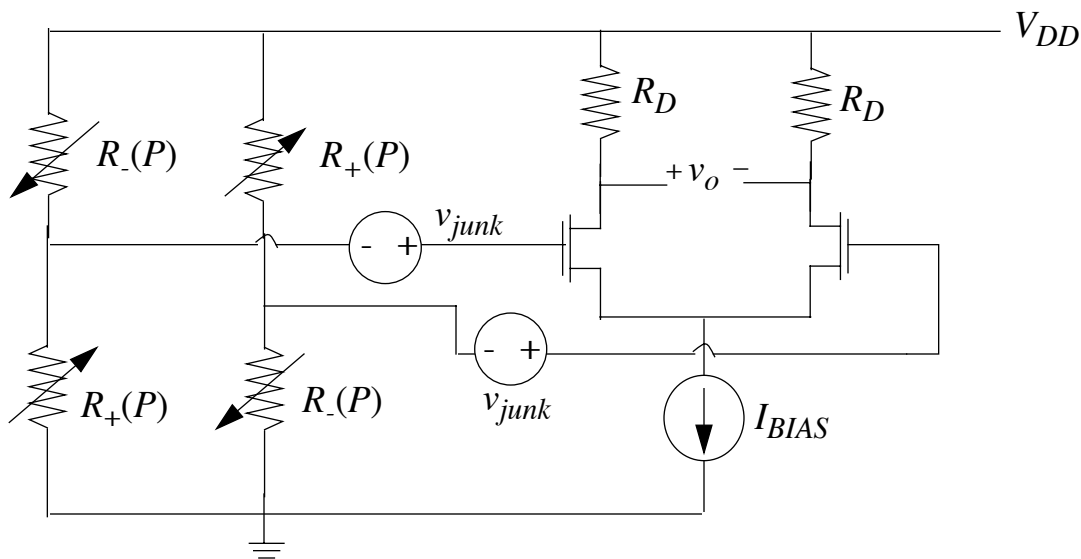 V_DD
R_D
R_D
R_-(P)
R_+(P)
+ v_o −
v_junk
- +
- +
v_junk
R_+(P)
R_-(P)
I_BIAS